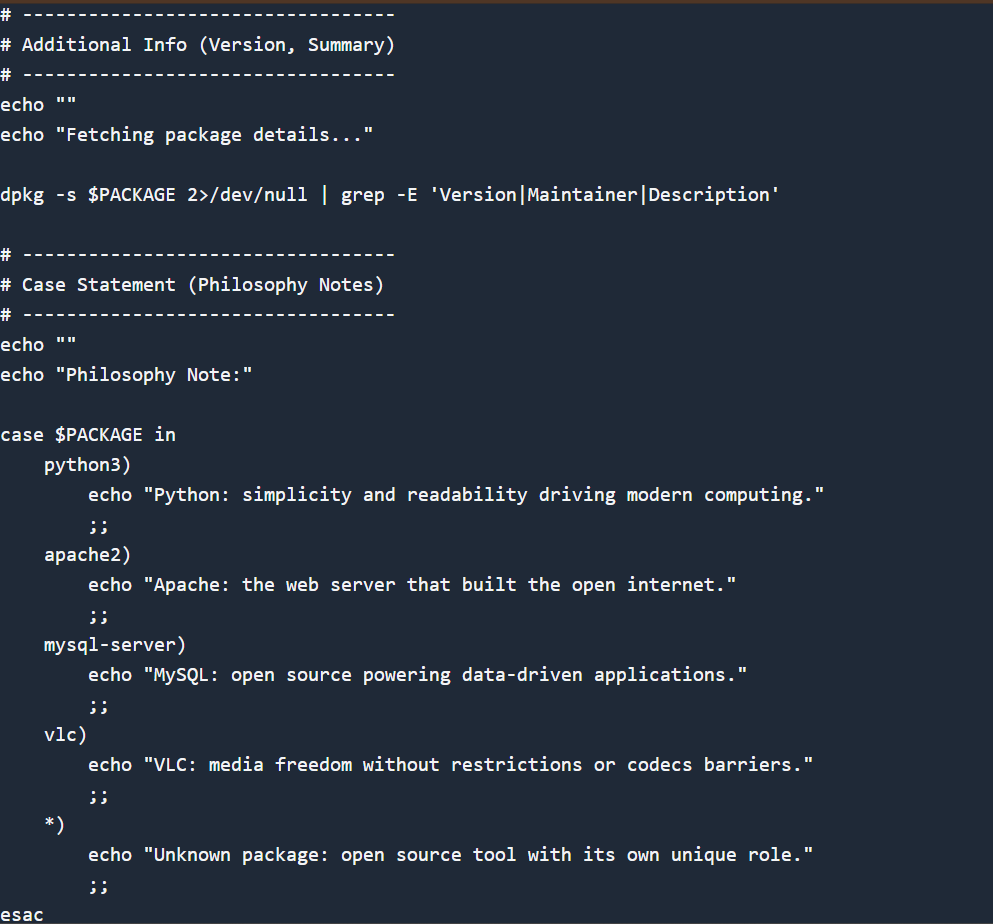 # ----------------------------------
# Additional Info (Version, Summary)
# ----------------------------------
echo ""
echo "Fetching package details..."

dpkg -s $PACKAGE 2>/dev/null | grep -E 'Version|Maintainer|Description'

# ----------------------------------
# Case Statement (Philosophy Notes)
# ----------------------------------
echo ""
echo "Philosophy Note:"

case $PACKAGE in
    python3)
        echo "Python: simplicity and readability driving modern computing."
        ;;
    apache2)
        echo "Apache: the web server that built the open internet."
        ;;
    mysql-server)
        echo "MySQL: open source powering data-driven applications."
        ;;
    vlc)
        echo "VLC: media freedom without restrictions or codecs barriers."
        ;;
    *)
        echo "Unknown package: open source tool with its own unique role."
        ;;
esac